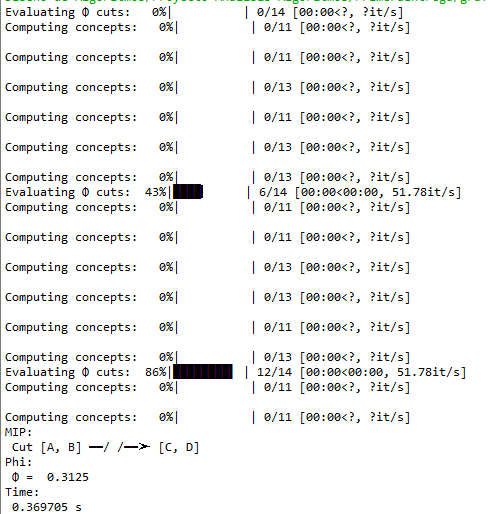 Evaluating Φ cuts:   0%|          | 0/14 [00:00<?, ?it/s]
Computing concepts:   0%|          | 0/11 [00:00<?, ?it/s]
Computing concepts:   0%|          | 0/11 [00:00<?, ?it/s]
Computing concepts:   0%|          | 0/11 [00:00<?, ?it/s]
Computing concepts:   0%|          | 0/11 [00:00<?, ?it/s]
Computing concepts:   0%|          | 0/13 [00:00<?, ?it/s]
Computing concepts:   0%|          | 0/13 [00:00<?, ?it/s]
Evaluating Φ cuts:  43%|████      | 6/14 [00:00<00:00, 51.78it/s]
Computing concepts:   0%|          | 0/11 [00:00<?, ?it/s]
Computing concepts:   0%|          | 0/11 [00:00<?, ?it/s]
Computing concepts:   0%|          | 0/13 [00:00<?, ?it/s]
Computing concepts:   0%|          | 0/13 [00:00<?, ?it/s]
Computing concepts:   0%|          | 0/11 [00:00<?, ?it/s]
Computing concepts:   0%|          | 0/13 [00:00<?, ?it/s]
Evaluating Φ cuts:  86%|████████  | 12/14 [00:00<00:00, 51.78it/s]
Computing concepts:   0%|          | 0/11 [00:00<?, ?it/s]
Computing concepts:   0%|          | 0/11 [00:00<?, ?it/s]
MIP:
Cut [A, B] ━━/ /━━➤ [C, D]
Phi:
Φ =  0.3125
Time:
0.369705 s